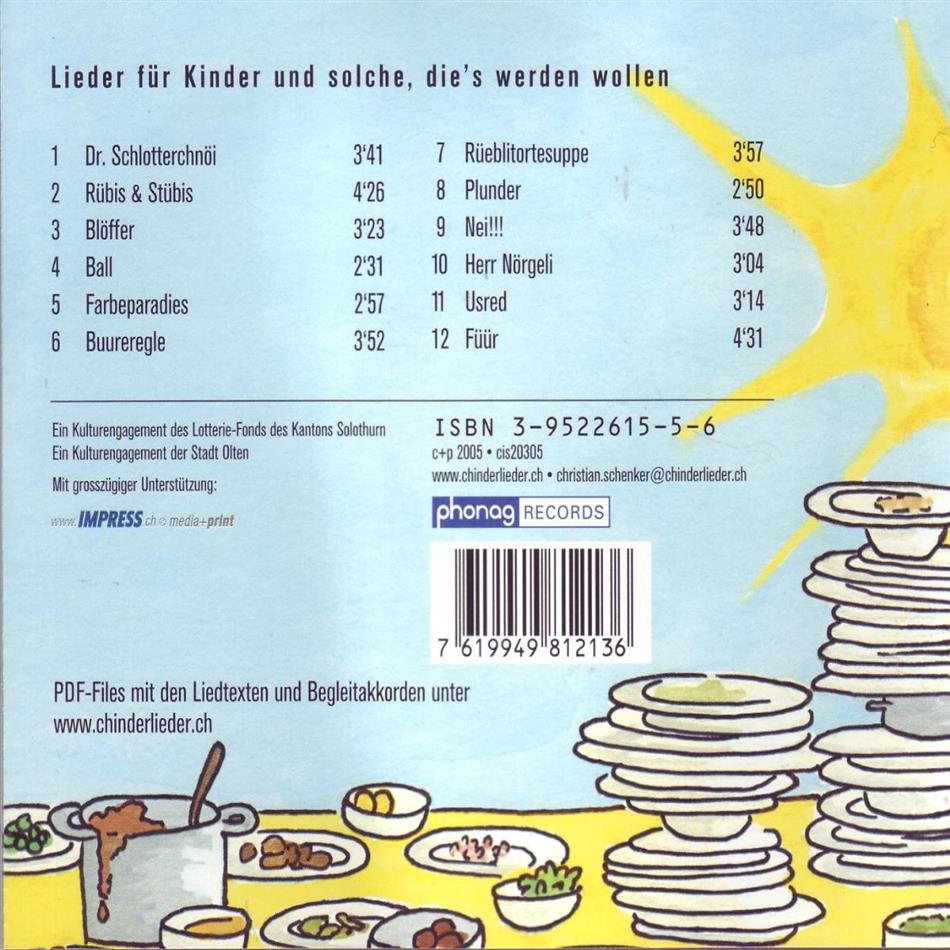 Lieder für Kinder und solche, die's werden wollen
1 Dr. Schlotterchnöi 3'41
2 Rübis & Stübis 4'26
3 Blöffer 3'23
4 Ball 2'31
5 Farbeparadies 2'57
6 Buureregle 3'52
7 Rüeblitortesuppe 3'57
8 Plunder 2'50
9 Nei!!! 3'48
10 Herr Nörgeli 3'04
11 Usred 3'14
12 Füür 4'31
Ein Kulturengagement des Lotterie-Fonds des Kantons Solothurn
Ein Kulturengagement der Stadt Olten
Mit grosszügiger Unterstützung:
www.IMPRESS.ch © media+print
ISBN 3-9522615-5-6
c+p 2005 • cis20305
www.chinderlieder.ch • christian.schenker@chinderlieder.ch
phonag RECORDS
7 619949 812136
PDF-Files mit den Liedtexten und Begleitakkorden unter
www.chinderlieder.ch